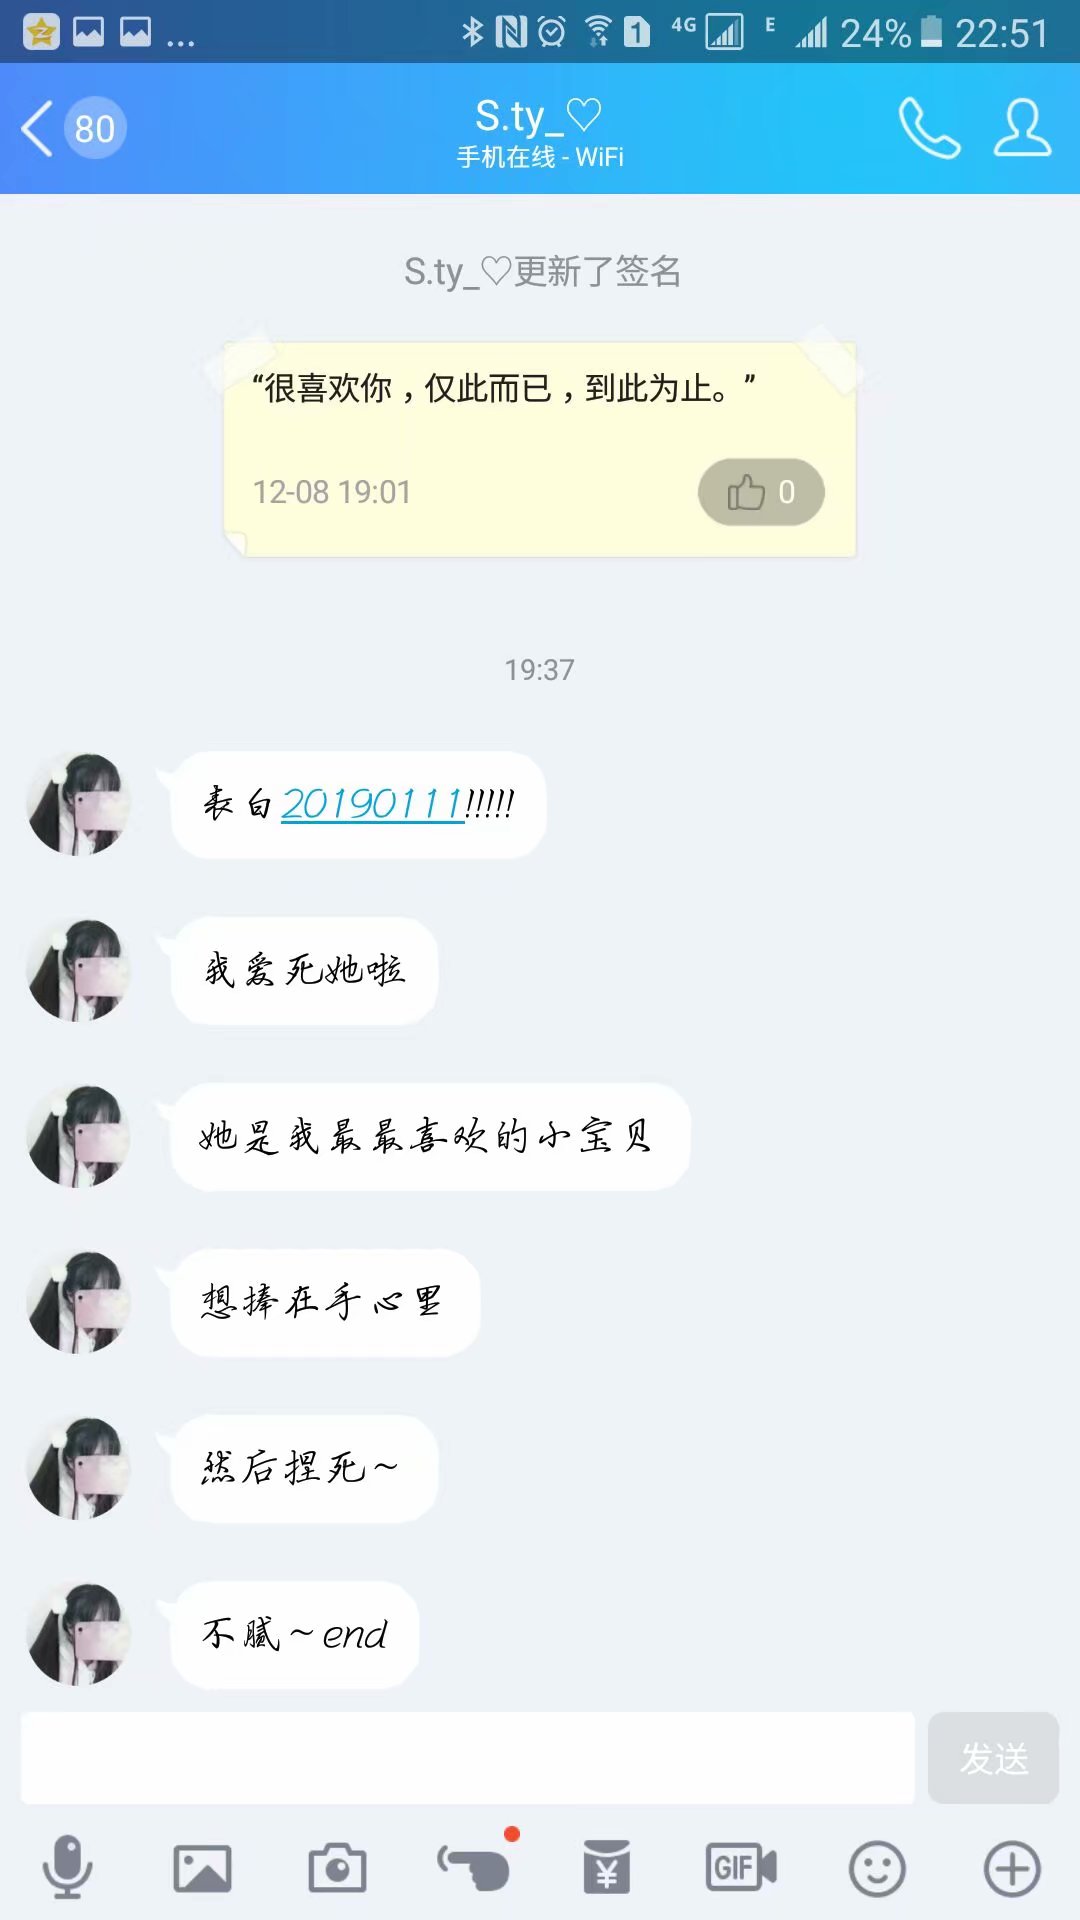 ... 1 4G E 24% 22:51
80
S.ty_♡
手机在线 - WiFi
S.ty_♡更新了签名
“很喜欢你，仅此而已，到此为止。”
12-08 19:01
0
19:37
表白20190111!!!!!
我爱死她啦
她是我最最喜欢的小宝贝
想捧在手心里
然后捏死~
不腻~end
发送
GIF